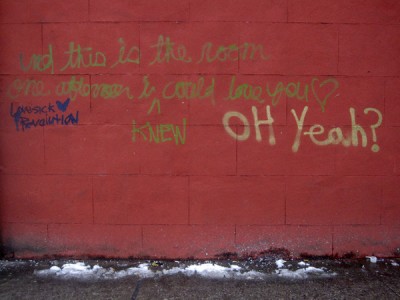 and this is the room
one afternoon I could love you ♡
KNEW
OH Yeah?
Lovesick ♥
REVOLUTION